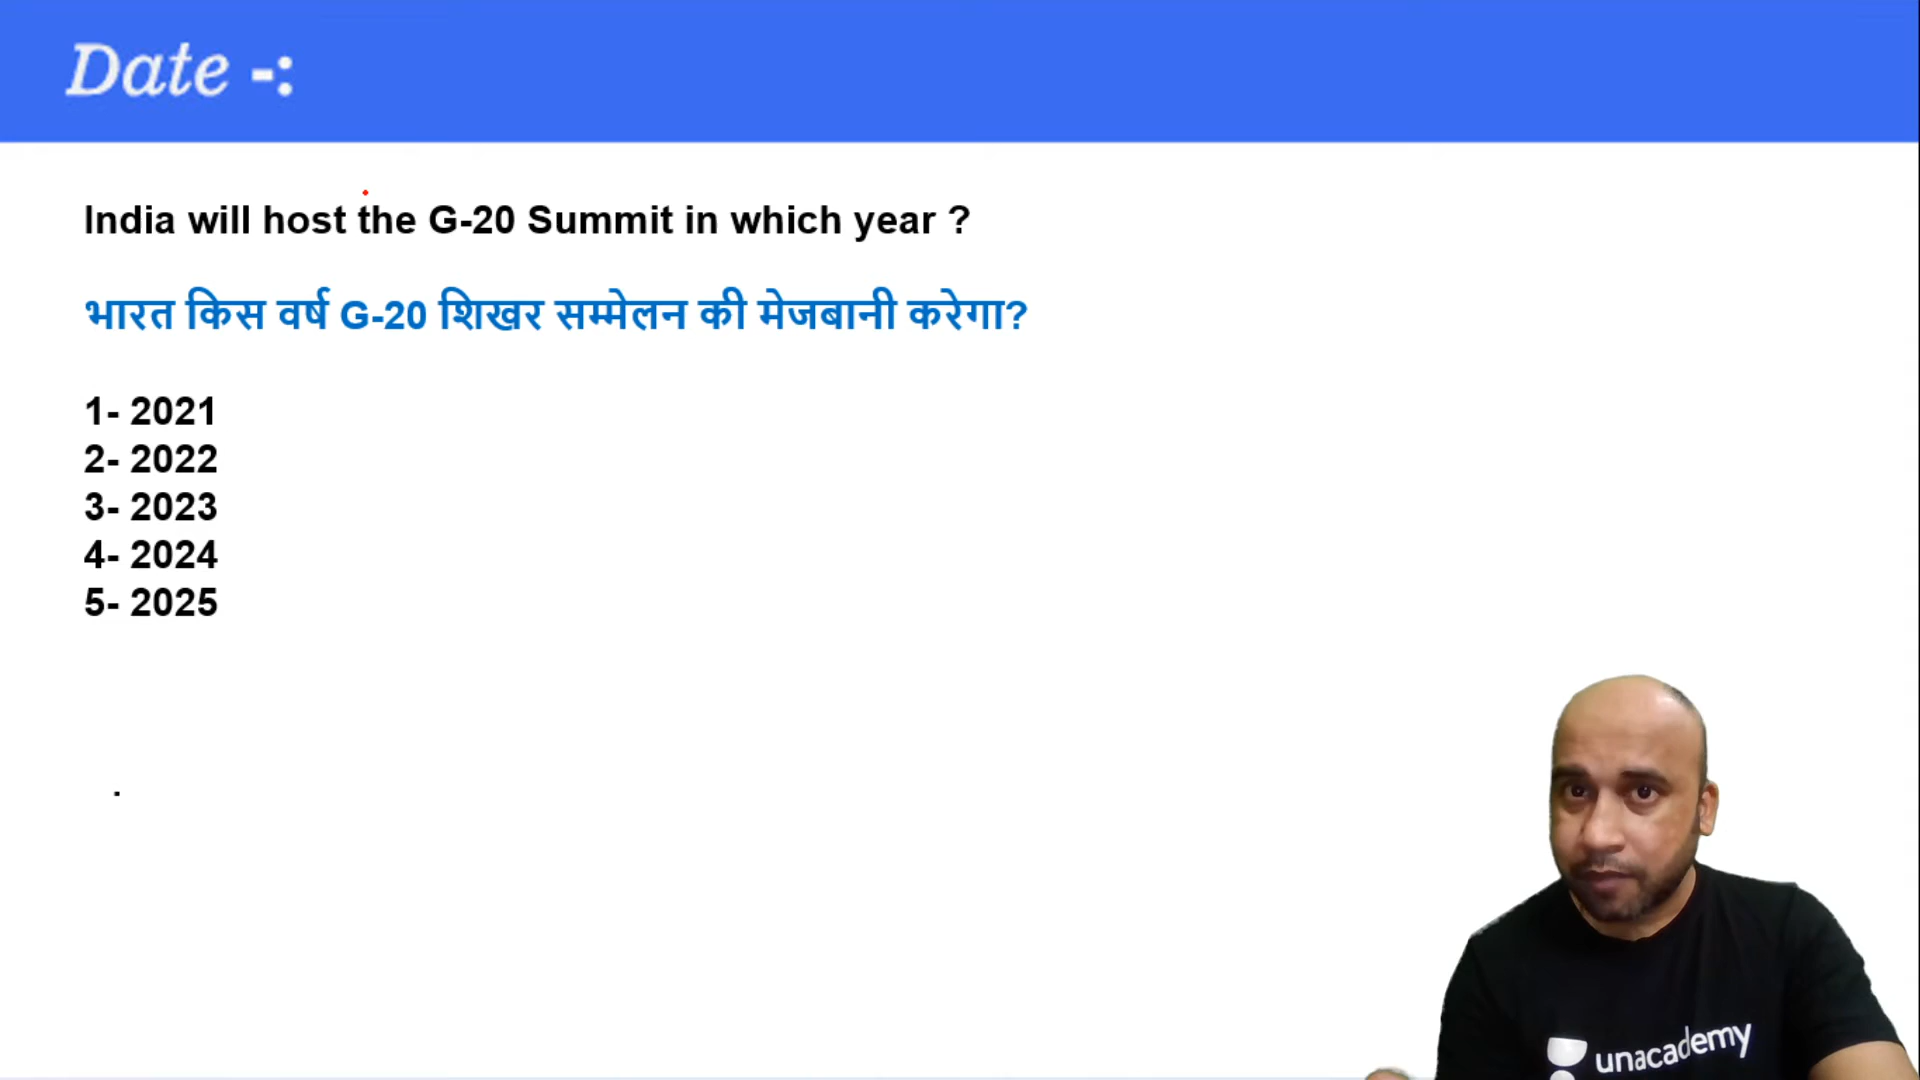 Date -:
India will host the G-20 Summit in which year ?
भारत किस वर्ष G-20 शिखर सम्मेलन की मेजबानी करेगा?
1- 2021
2- 2022
3- 2023
4- 2024
5- 2025
.
unacademy